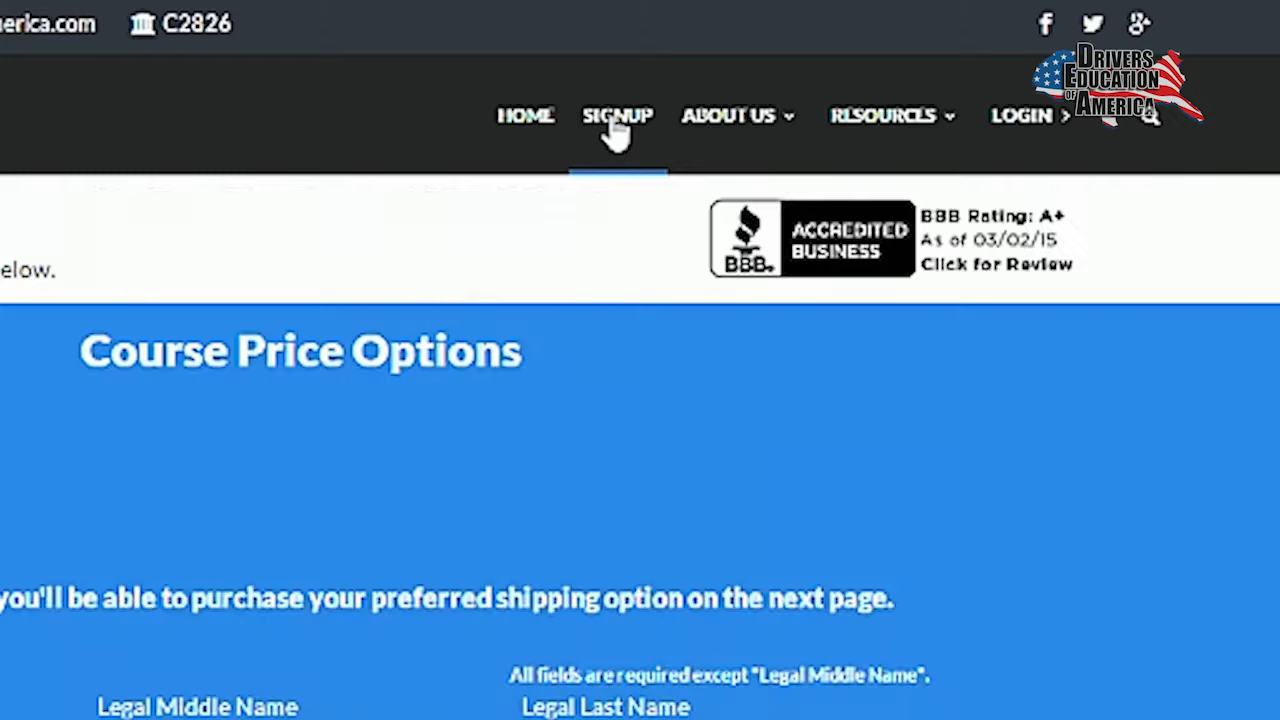 erica.com C2826
DRIVERS
EDUCATION
OF AMERICA
HOME SIGNUP ABOUT US RESOURCES LOGIN
ACCREDITED
BUSINESS
BBB.
BBB Rating: A+
As of 03/02/15
Click for Review
elow.
Course Price Options
you'll be able to purchase your preferred shipping option on the next page.
All fields are required except "Legal Middle Name".
Legal Middle Name Legal Last Name